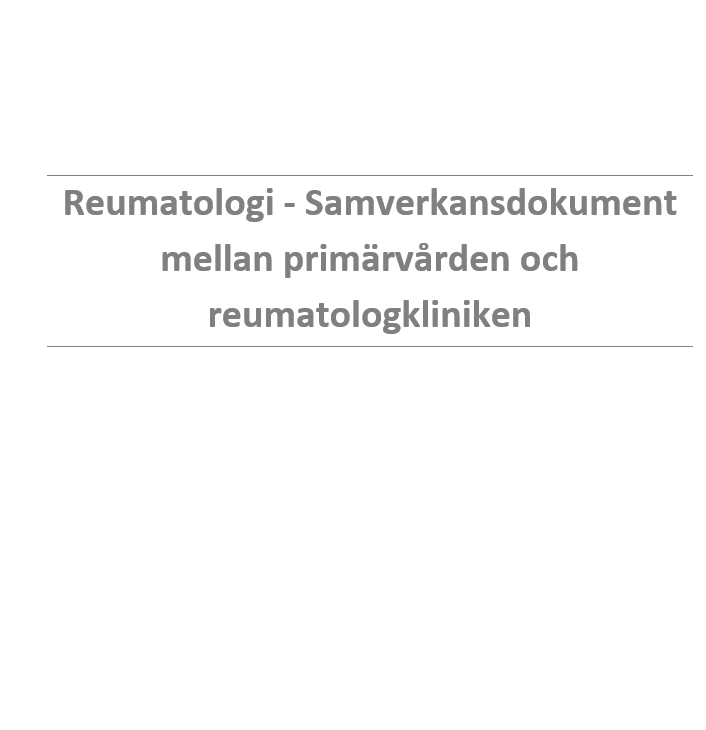 Reumatologi - Samverkansdokument
mellan primärvården och
reumatologkliniken